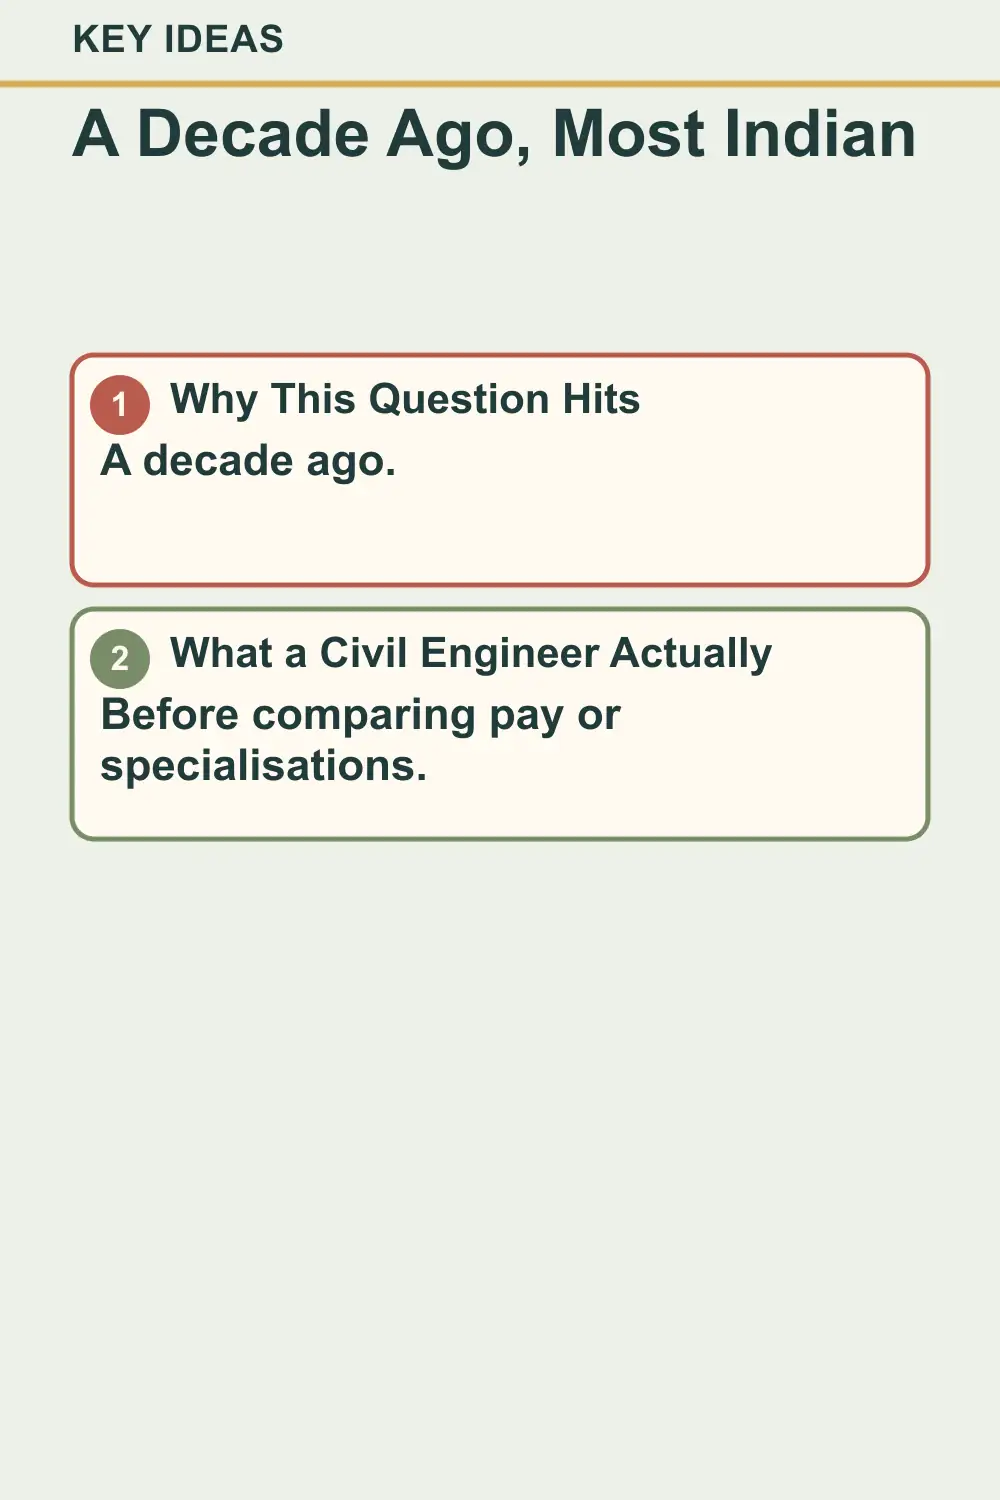 KEY IDEAS
A Decade Ago, Most Indian
1 Why This Question Hits
A decade ago.
2 What a Civil Engineer Actually
Before comparing pay or
specialisations.